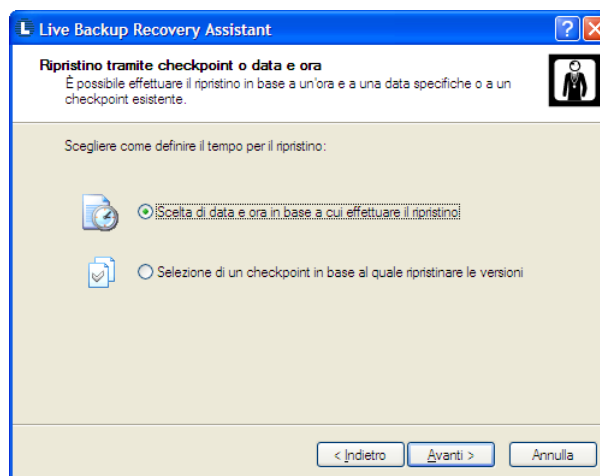 Live Backup Recovery Assistant
Ripristino tramite checkpoint o data e ora
È possibile effettuare il ripristino in base a un'ora e a una data specifiche o a un
checkpoint esistente.
Scegliere come definire il tempo per il ripristino:
Scelta di data e ora in base a cui effettuare il ripristino
Selezione di un checkpoint in base al quale ripristinare le versioni
< Indietro
Avanti >
Annulla